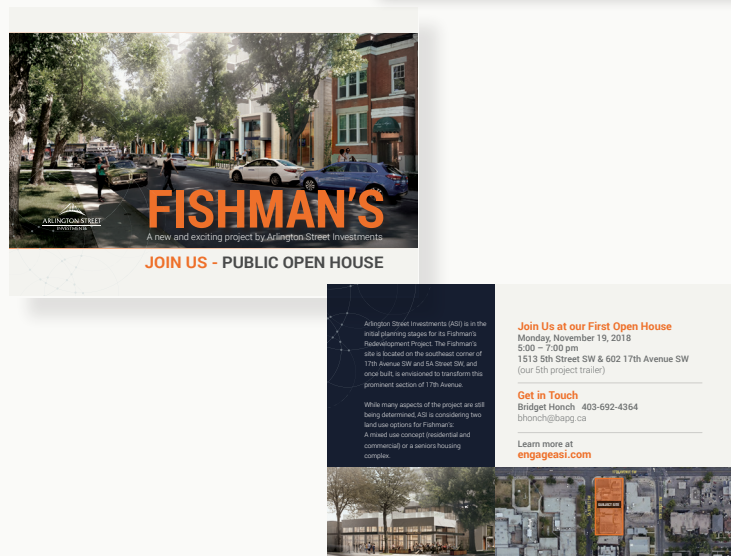 ARLINGTON STREET
INVESTMENTS
FISHMAN'S
A new and exciting project by Arlington Street Investments
JOIN US - PUBLIC OPEN HOUSE
Arlington Street Investments (ASI) is in the
initial planning stages for its Fishman's
Redevelopment Project. The Fishman's
site is located on the southeast corner of
17th Avenue SW and 5A Street SW, and
once built, is envisioned to transform this
prominent section of 17th Avenue.
While many aspects of the project are still
being determined, ASI is considering two
land use options for Fishman's:
A mixed use concept (residential and
commercial) or a seniors housing
complex.
Join Us at our First Open House
Monday, November 19, 2018
5:00 – 7:00 pm
1513 5th Street SW & 602 17th Avenue SW
(our 5th project trailer)
Get in Touch
Bridget Honch 403-692-4364
bhonch@bapg.ca
Learn more at
engageasi.com